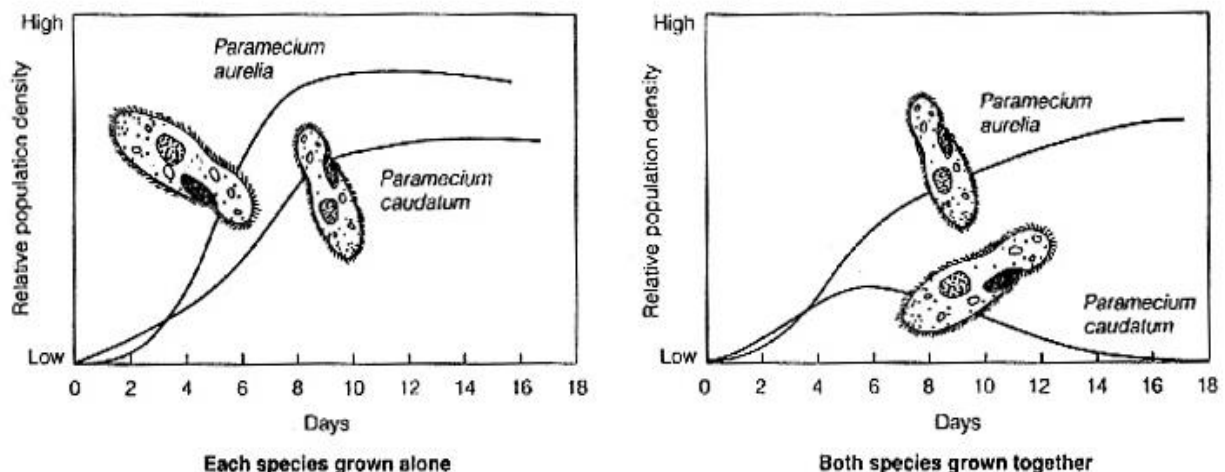 High
Paramecium
aurelia
Paramecium
caudatum
Relative population density
Low
0 2 4 6 8 10 12 14 16 18
Days
Each species grown alone
High
Paramecium
aurelia
Paramecium
caudatum
Relative population density
Low
0 2 4 6 8 10 12 14 16 18
Days
Both species grown together